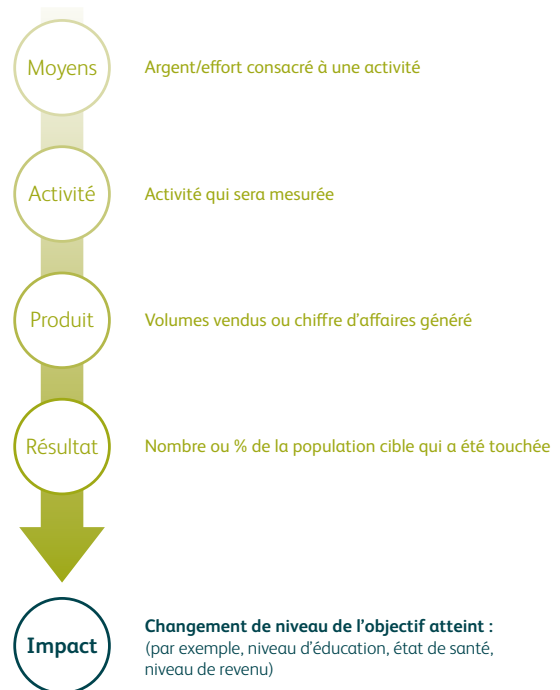 Moyens
Argent/effort consacré à une activité
Activité
Activité qui sera mesurée
Produit
Volumes vendus ou chiffre d'affaires généré
Résultat
Nombre ou % de la population cible qui a été touchée
Impact
Changement de niveau de l’objectif atteint :
(par exemple, niveau d'éducation, état de santé,
niveau de revenu)